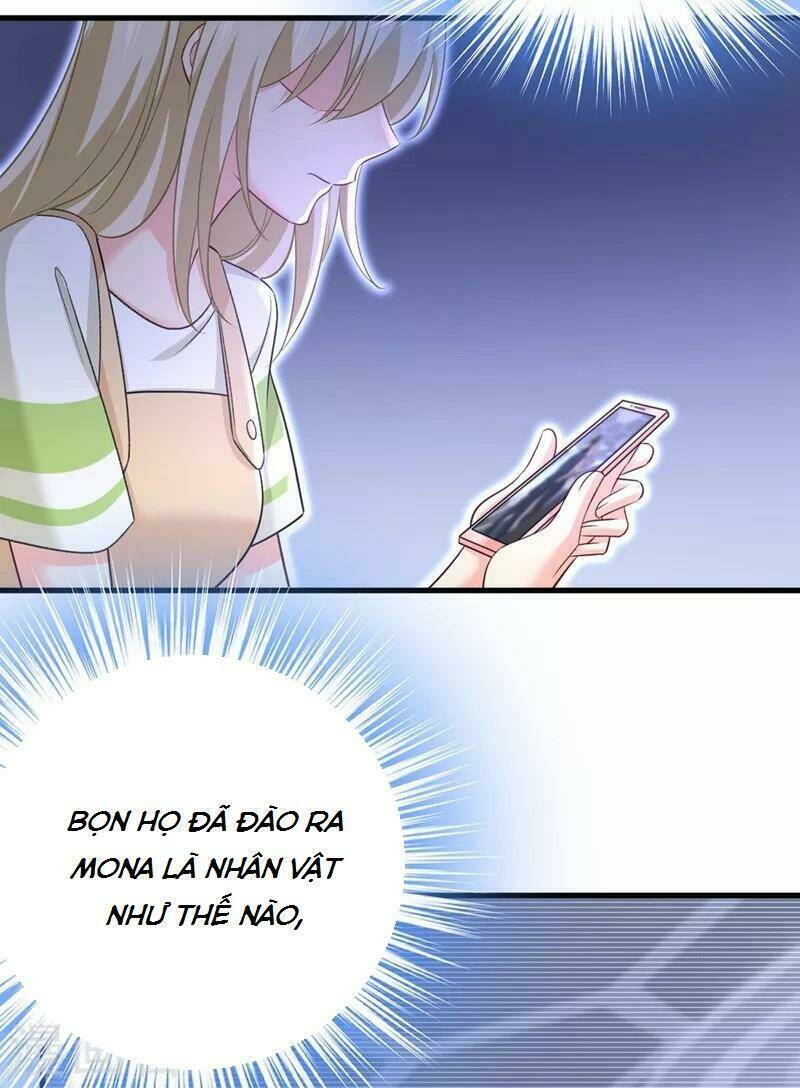 BỌN HỌ ĐÃ ĐÀO RA
MONA LÀ NHÂN VẬT
NHƯ THẾ NÀO,